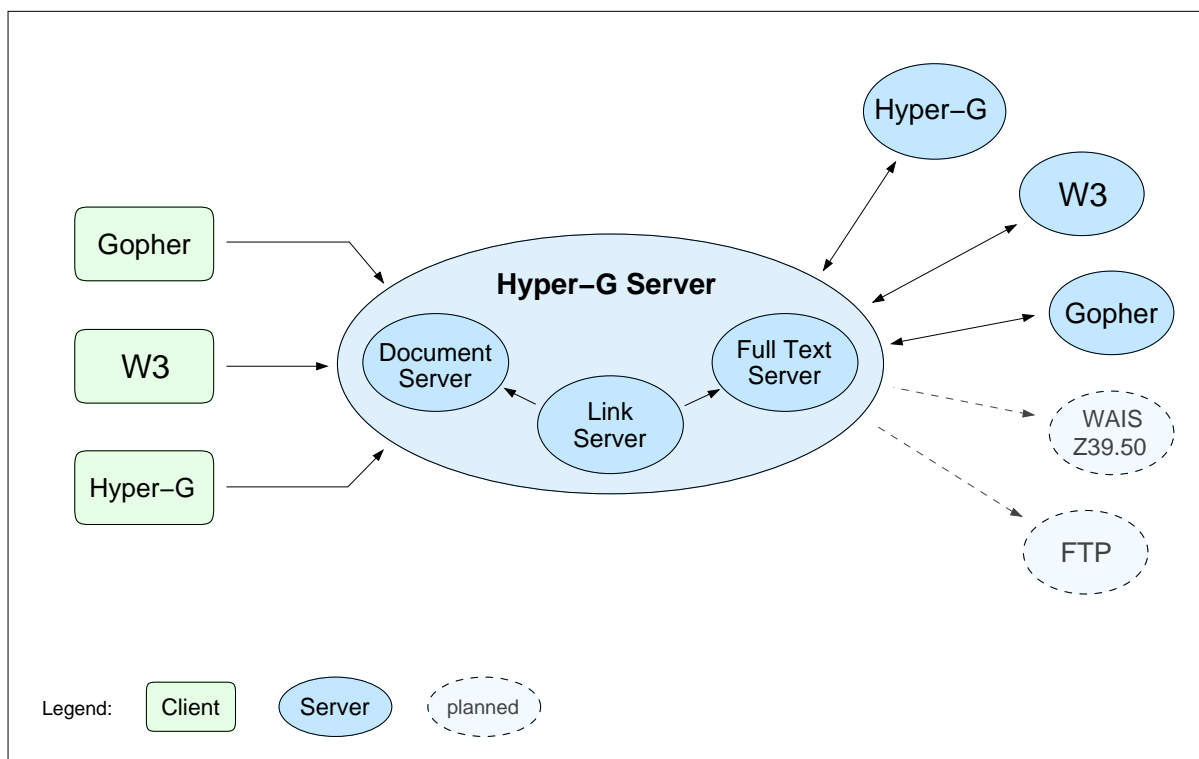 Hyper–G
W3
Gopher
Gopher
W3
Hyper–G
Hyper–G Server
Document
Server
Full Text
Server
Link
Server
WAIS
Z39.50
FTP
Legend:
Client
Server
planned